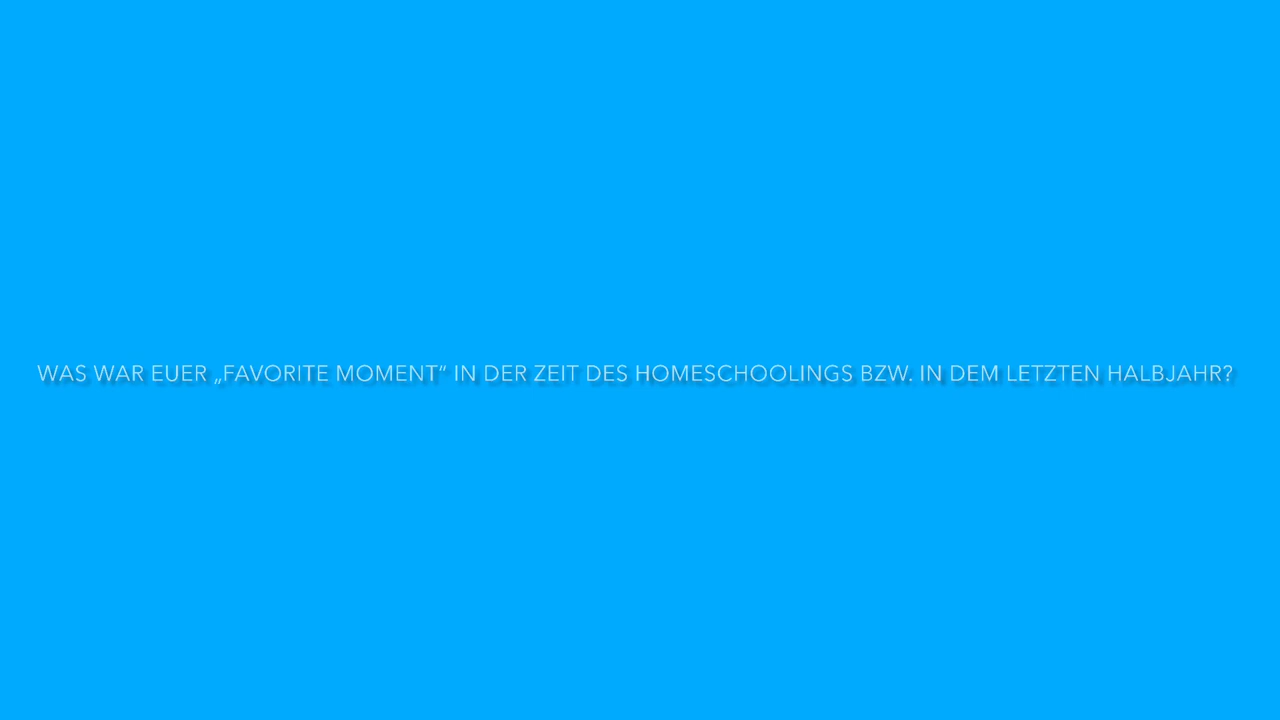 WAS WAR EUER „FAVORITE MOMENT“ IN DER ZEIT DES HOMESCHOOLINGS BZW. IN DEM LETZTEN HALBJAHR?